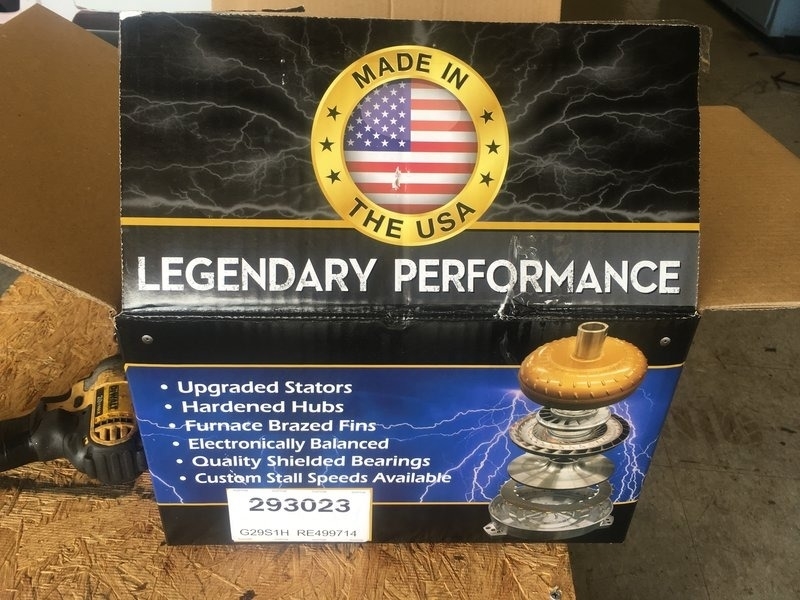 MADE IN
THE USA
LEGENDARY PERFORMANCE
• Upgraded Stators
• Hardened Hubs
• Furnace Brazed Fins
• Electronically Balanced
• Quality Shielded Bearings
• Custom Stall Speeds Available
293023
G29S1H RE499714